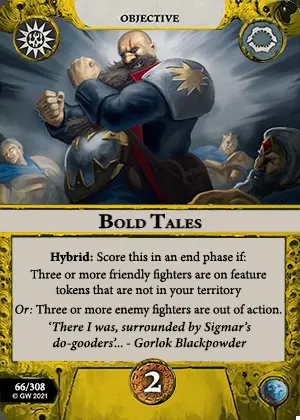 OBJECTIVE
BOLD TALES
Hybrid: Score this in an end phase if:
Three or more friendly fighters are on feature
tokens that are not in your territory
Or: Three or more enemy fighters are out of action.
‘There I was, surrounded by Sigmar’s
do-gooders’... - Gorlok Blackpowder
66/308
© GW 2021
2